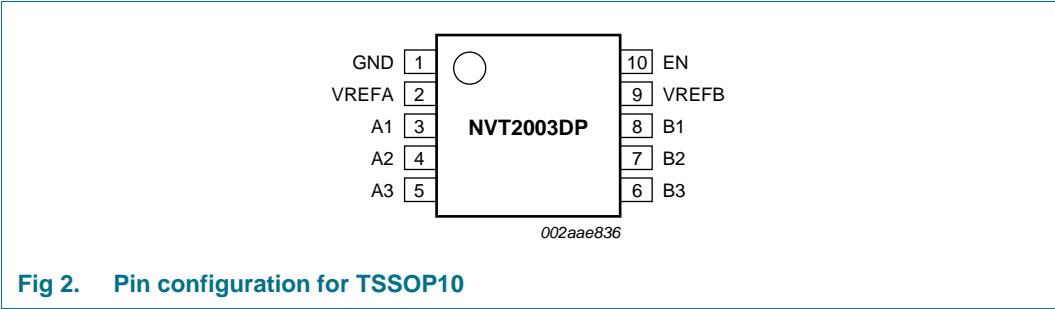 GND 1 10 EN
VREFA 2 9 VREFB
A1 3 NVT2003DP 8 B1
A2 4 7 B2
A3 5 6 B3
002aae836
Fig 2. Pin configuration for TSSOP10